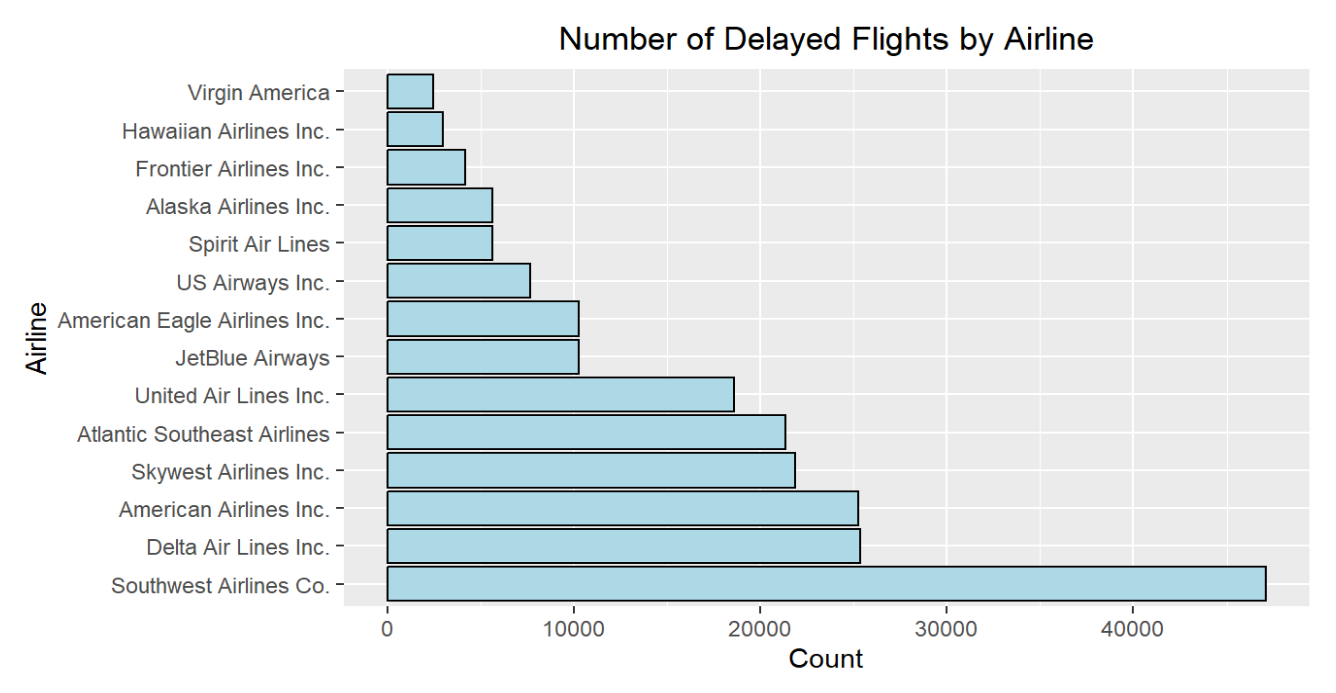 Number of Delayed Flights by Airline
Virgin America
Hawaiian Airlines Inc.
Frontier Airlines Inc.
Alaska Airlines Inc.
Spirit Air Lines
US Airways Inc.
American Eagle Airlines Inc.
JetBlue Airways
United Air Lines Inc.
Atlantic Southeast Airlines
Skywest Airlines Inc.
American Airlines Inc.
Delta Air Lines Inc.
Southwest Airlines Co.
Airline
0 10000 20000 30000 40000
Count